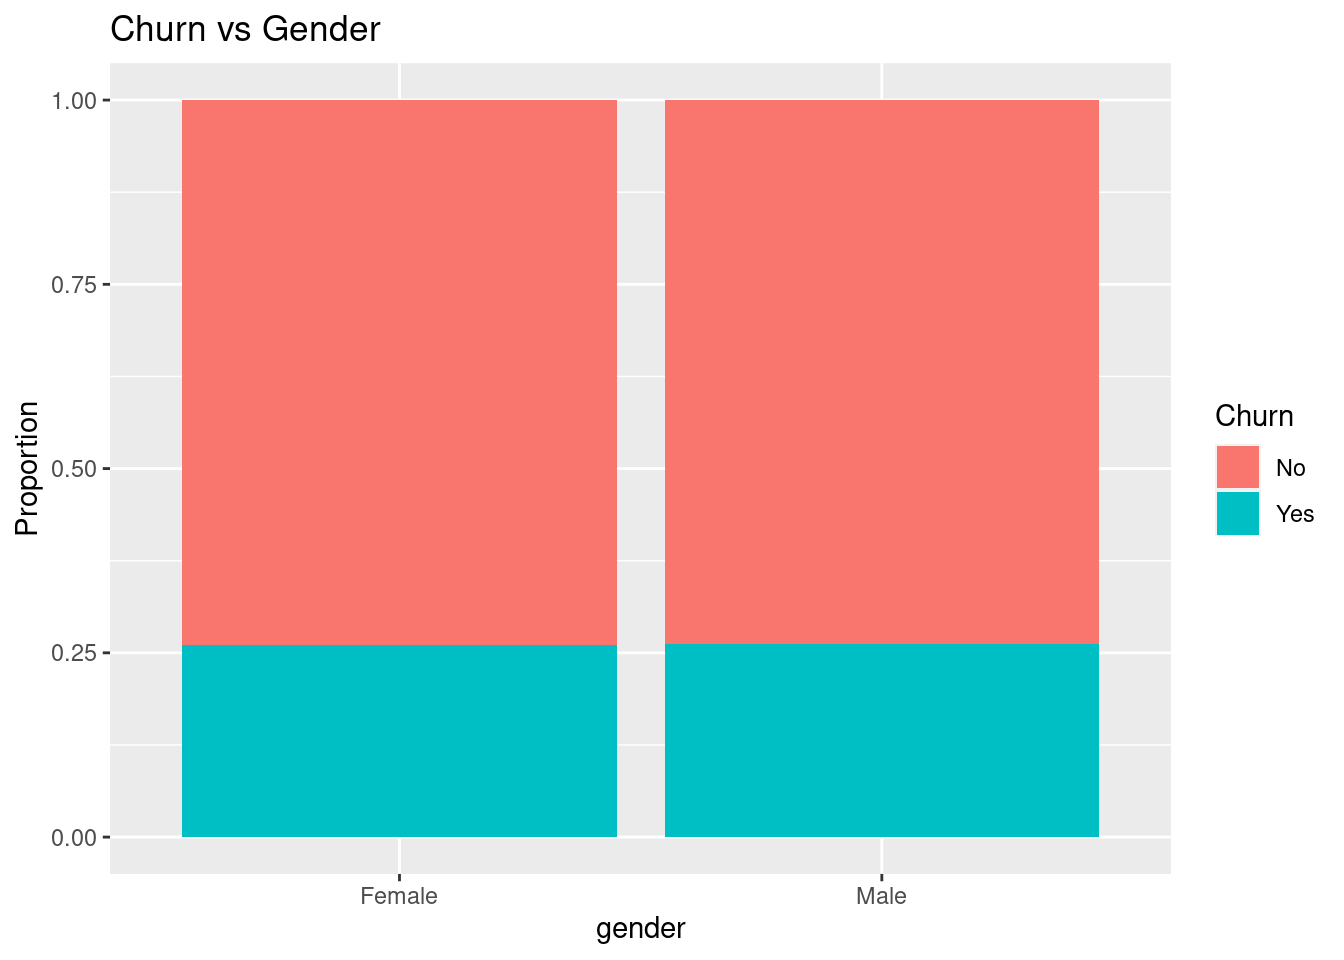 Churn vs Gender
1.00
0.75
0.50
0.25
0.00
Proportion
Female
Male
gender
Churn
No
Yes